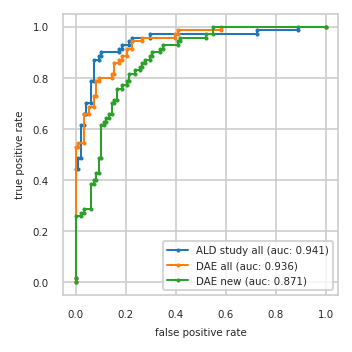 1.0
0.8
0.6
0.4
0.2
0.0
true positive rate
ALD study all (auc: 0.941)
DAE all (auc: 0.936)
DAE new (auc: 0.871)
0.0 0.2 0.4 0.6 0.8 1.0
false positive rate